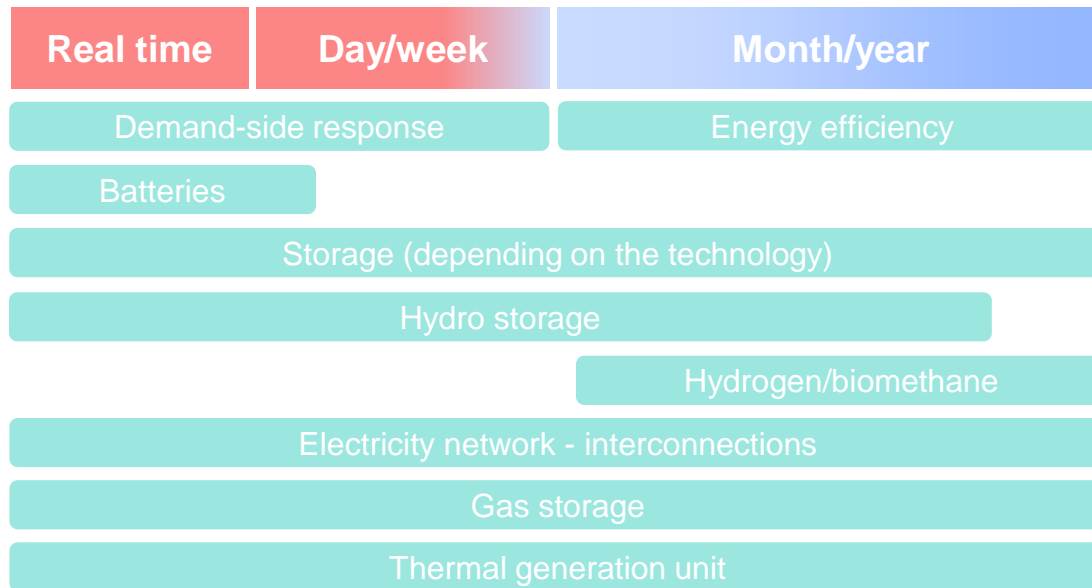 Real time
Day/week
Month/year
Demand-side response
Energy efficiency
Batteries
Storage (depending on the technology)
Hydro storage
Hydrogen/biomethane
Electricity network - interconnections
Gas storage
Thermal generation unit